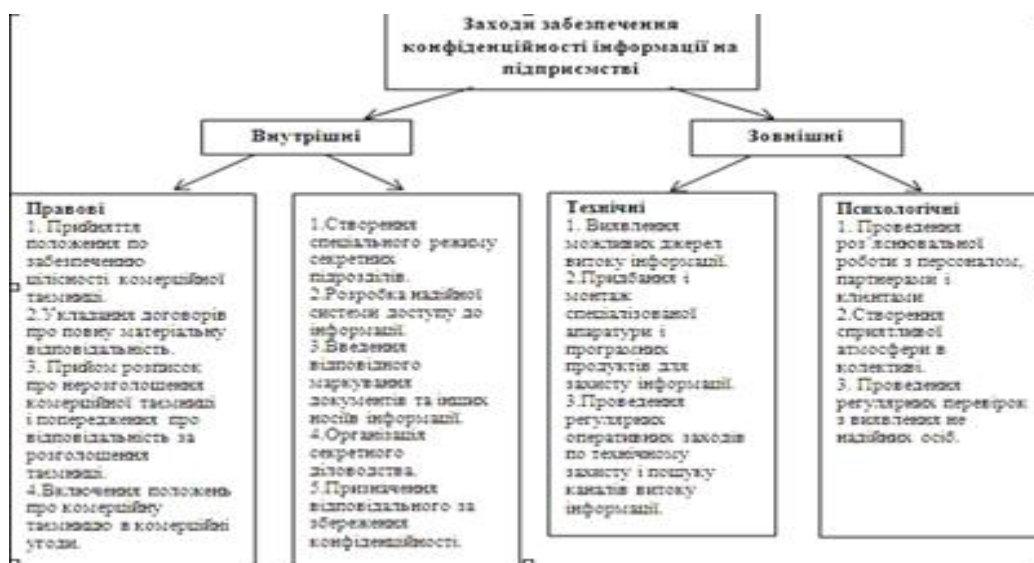 Заходи забезпечення
конфіденційності інформації на
підприємстві
Внутрішні
Зовнішні
Правові
1. Прийняття
положення по
забезпеченню
цілісності комерційної
таємниці.
2.Укладання договорів
про повну матеріальну
відповідальність.
3. Прийом розписок
про нерозголошення
комерційної таємниці
і попередження про
відповідальність за
розголошення
таємниці.
4.Включення положень
про комерційну
таємницю в комерційні
угоди.
1.Створення
спеціального режиму
секретних
підрозділів.
2.Розробка надійної
системи доступу до
інформації.
3.Введення
відповідного
маркування
документів та інших
носіїв інформації.
4.Організація
секретного
діловодства.
5.Призначення
відповідального за
збереження
конфіденційності.
Технічні
1. Виявлення
можливих джерел
витоку інформації.
2.Придбання і
монтаж
спеціалізованої
апаратури і
програмних
продуктів для
захисту інформації.
3.Проведення
регулярних
оперативних заходів
по технічному
захисту і пошуку
каналів витоку
інформації.
Психологічні
1. Проведення
роз'яснювальної
роботи з персоналом,
партнерами і
клиентами
2.Створення
сприятливої
атмосфери в
колективі.
3. Проведення
регулярних перевірок
з виявлення не
надійних осіб.